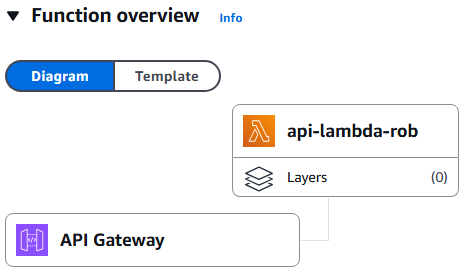 Function overview Info
Diagram Template
api-lambda-rob
Layers (0)
API Gateway